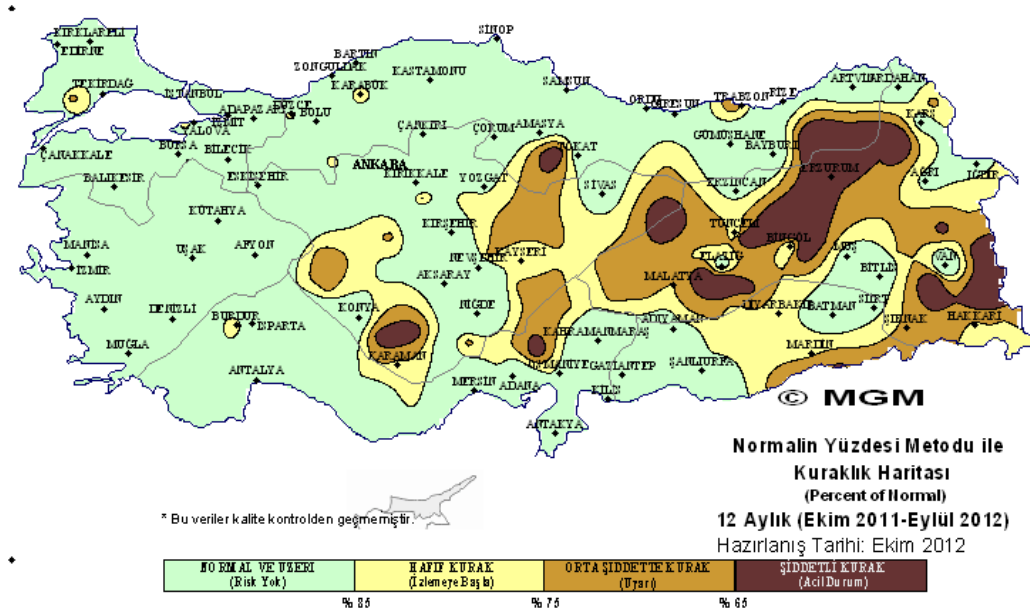 SİNOP
KIRKLARELİ
EDİRNE
BARTIN
ZONGULDAK
KARABÜK
KASTAMONU
TEKİRDAĞ
İSTANBUL
SAMSUN
ARTVİN
ARDAHAN
TRABZON
RİZE
ORDU
GİRESUN
ADAPAZARI
DÜZCE
İZMİT
BOLU
YALOVA
KARS
ÇANKIRI
ÇORUM
AMASYA
GÜMÜŞHANE
BAYBURT
ÇANAKKALE
BURSA
BİLECİK
ANKARA
TOKAT
ERZURUM
AĞRI
IĞDIR
BALIKESİR
ESKİŞEHİR
KIRIKKALE
YOZGAT
SİVAS
ERZİNCAN
KÜTAHYA
KIRŞEHİR
TUNCELİ
BİNGÖL
MUŞ
MANİSA
UŞAK
AFYON
NEVŞEHİR
KAYSERİ
ELAZIĞ
VAN
İZMİR
AKSARAY
MALATYA
BİTLİS
AYDIN
DENİZLİ
KONYA
NİĞDE
DİYARBAKIR
BATMAN
SİİRT
BURDUR
ISPARTA
KAHRAMANMARAŞ
ADIYAMAN
ŞIRNAK
HAKKARİ
MUĞLA
KARAMAN
MARDİN
ANTALYA
MERSİN
ADANA
OSMANİYE
GAZİANTEP
ŞANLIURFA
KİLİS
ANTAKYA
© MGM
Normalin Yüzdesi Metodu ile
Kuraklık Haritası
(Percent of Normal)
12 Aylık (Ekim 2011-Eylül 2012)
Hazırlanış Tarihi: Ekim 2012
* Bu veriler kalite kontrolden geçmemiştir.
NORMAL VE ÜZERİ HAFİF KURAK ORTA ŞİDDETTE KURAK ŞİDDETLİ KURAK
(Risk Yok) (İzlemeye Başla) (Uyarı) (Acil Durum)
% 85 % 75 % 65